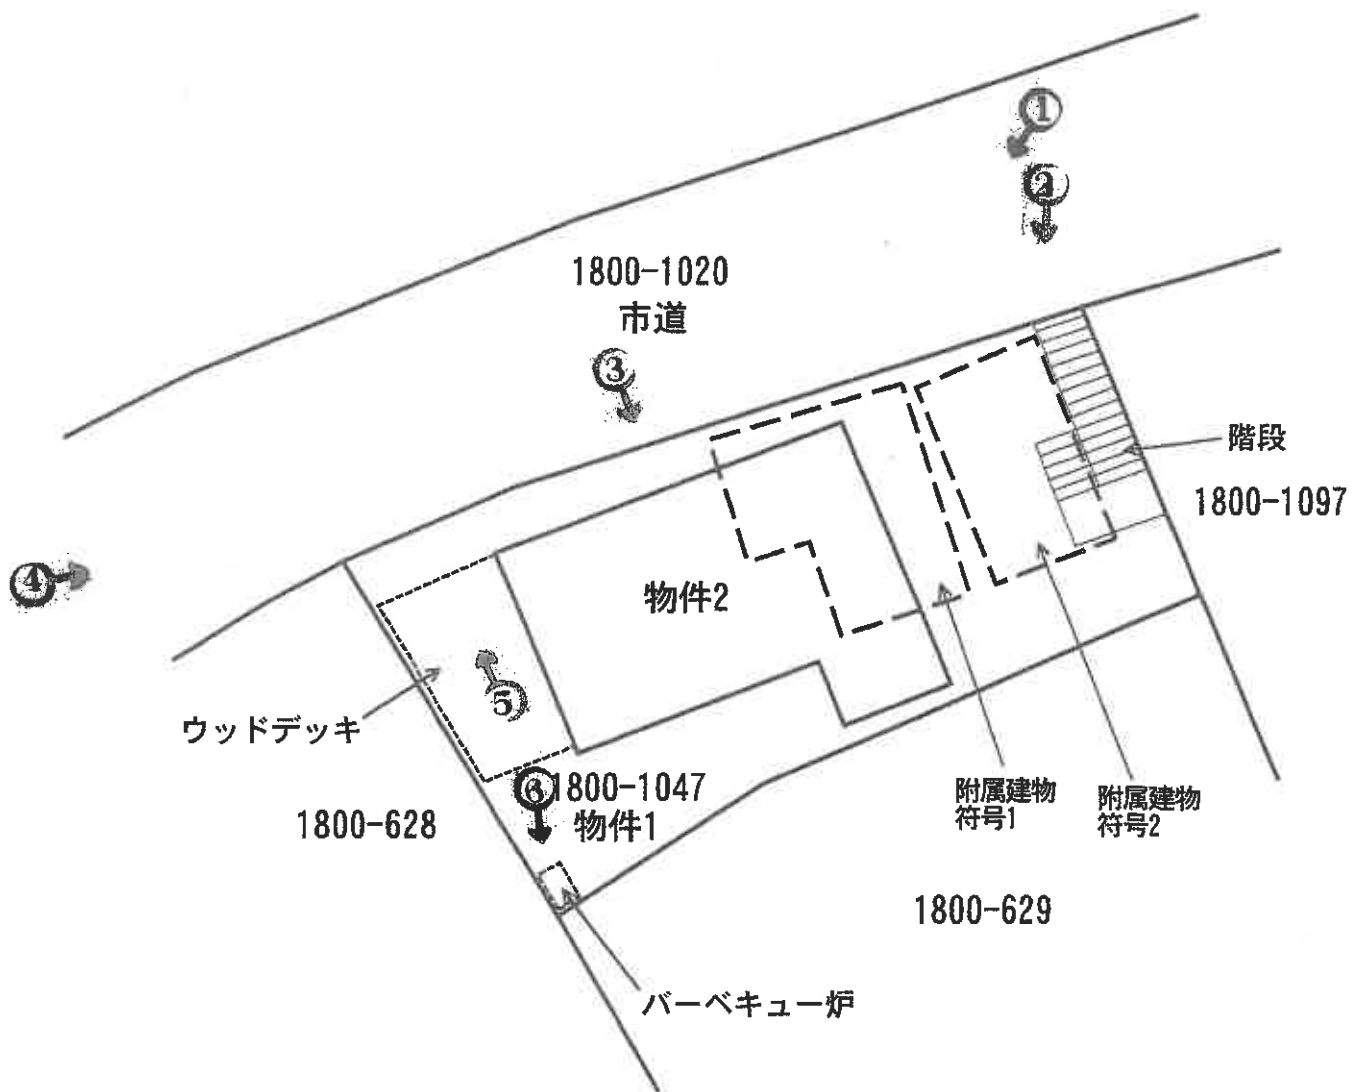 ①
②
1800-1020
市道
③
階段
1800-1097
④
物件2
⑤
ウッドデッキ
⑥
1800-1047
物件1
1800-628
附属建物
符号1
附属建物
符号2
1800-629
バーベキュー炉